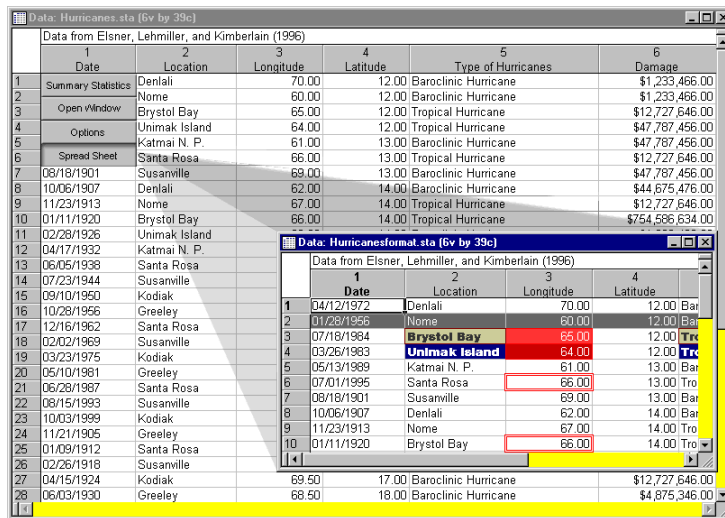 Data: Hurricanes.sta (6v by 39c)
Data from Elsner, Lehmiller, and Kimberlain (1996)
1 2 3 4 5 6
Date Location Longitude Latitude Type of Hurricanes Damage
1 Summary Statistics Denlali 70.00 12.00 Baroclinic Hurricane $1,233,466.00
2 Open Window Nome 60.00 12.00 Baroclinic Hurricane $1,233,466.00
3 Brystol Bay 65.00 12.00 Tropical Hurricane $12,727,646.00
4 Options Unimak Island 64.00 12.00 Tropical Hurricane $47,787,456.00
5 Katmai N. P. 61.00 13.00 Baroclinic Hurricane $47,787,456.00
6 Spread Sheet Santa Rosa 66.00 13.00 Tropical Hurricane $12,727,646.00
7 08/18/1901 Susanville 69.00 13.00 Baroclinic Hurricane $47,787,456.00
8 10/06/1907 Denlali 62.00 14.00 Baroclinic Hurricane $44,675,476.00
9 11/23/1913 Nome 67.00 14.00 Tropical Hurricane $12,727,646.00
10 01/11/1920 Brystol Bay 66.00 14.00 Tropical Hurricane $754,586,634.00
11 02/28/1926 Unimak Island
12 04/17/1932 Katmai N. P.
13 06/05/1938 Santa Rosa
14 07/23/1944 Susanville
15 09/10/1950 Kodiak
16 10/28/1956 Greeley
17 12/16/1962 Santa Rosa
18 02/02/1969 Susanville
19 03/23/1975 Kodiak
20 05/10/1981 Greeley
21 06/28/1987 Santa Rosa
22 08/15/1993 Susanville
23 10/03/1999 Kodiak
24 11/21/1905 Greeley
25 01/09/1912 Santa Rosa
26 02/26/1918 Susanville
27 04/15/1924 Kodiak 69.50 17.00 Baroclinic Hurricane $12,727,646.00
28 06/03/1930 Greeley 68.50 18.00 Baroclinic Hurricane $4,875,346.00
Data: Hurricanesformat.sta (6v by 39c)
Data from Elsner, Lehmiller, and Kimberlain (1996)
1 2 3 4
Date Location Longitude Latitude
1 04/12/1972 Denlali 70.00 12.00 Bar
2 01/28/1956 Nome 60.00 12.00 Bar
3 07/18/1984 Brystol Bay 65.00 12.00 Tro
4 03/26/1983 Unimak Island 64.00 12.00 Tro
5 05/13/1989 Katmai N. P. 61.00 13.00 Bar
6 07/01/1995 Santa Rosa 66.00 13.00 Tro
7 08/18/1901 Susanville 69.00 13.00 Bar
8 10/06/1907 Denlali 62.00 14.00 Bar
9 11/23/1913 Nome 67.00 14.00 Tro
10 01/11/1920 Brystol Bay 66.00 14.00 Tro